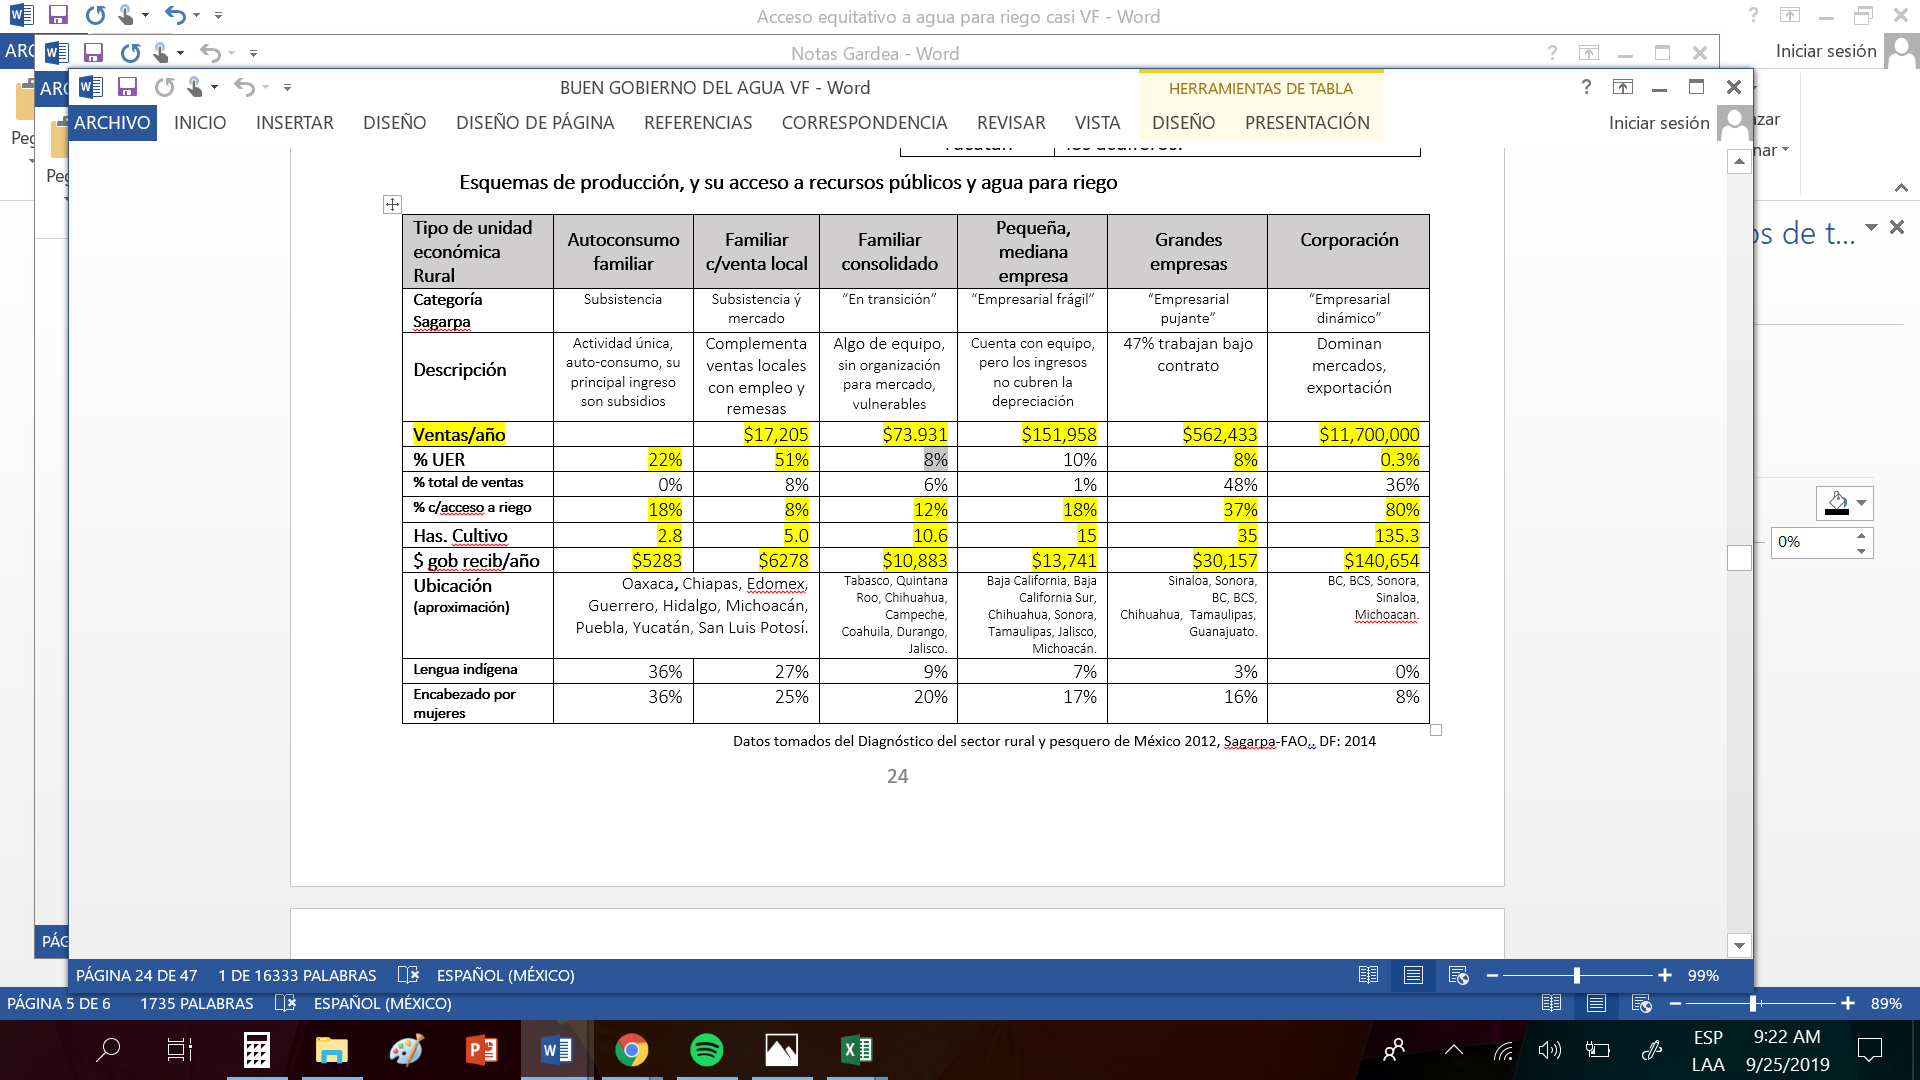 Acceso equitativo a agua para riego casi VF - Word
ARC
Notas Gardea - Word
Iniciar sesión
ARC
BUEN GOBIERNO DEL AGUA VF - Word
HERRAMIENTAS DE TABLA
ARCHIVO INICIO INSERTAR DISEÑO DISEÑO DE PÁGINA REFERENCIAS CORRESPONDENCIA REVISAR VISTA DISEÑO PRESENTACIÓN
Iniciar sesión
Peg
Peg
zar
nar
os de t...
0%
Esquemas de producción, y su acceso a recursos públicos y agua para riego
Tipo de unidad económica Rural
Autoconsumo familiar
Familiar c/venta local
Familiar consolidado
Pequeña, mediana empresa
Grandes empresas
Corporación
Categoría Sagarpa
Subsistencia
Subsistencia ý mercado
“En transición”
“Empresarial frágil”
“Empresarial pujante”
“Empresarial dinámico”
Descripción
Actividad única, auto-consumo, su principal ingreso son subsidios
Complementa ventas locales con empleo y remesas
Algo de equipo, sin organización para mercado, vulnerables
Cuenta con equipo, pero los ingresos no cubren la depreciación
47% trabajan bajo contrato
Dominan mercados, exportación
Ventas/año $17,205 $73.931 $151,958 $562,433 $11,700,000
% UER 22% 51% 8% 10% 8% 0.3%
% total de ventas 0% 8% 6% 1% 48% 36%
% c/acceso a riego 18% 8% 12% 18% 37% 80%
Has. Cultivo 2.8 5.0 10.6 15 35 135.3
$ gob recib/año $5283 $6278 $10,883 $13,741 $30,157 $140,654
Ubicación (aproximación)
Oaxaca, Chiapas, Edomex, Guerrero, Hidalgo, Michoacán, Puebla, Yucatán, San Luis Potosí.
Tabasco, Quintana Roo, Chihuahua, Campeche, Coahuila, Durango, Jalisco.
Baja California, Baja California Sur, Chihuahua, Sonora, Tamaulipas, Jalisco, Michoacán.
Sinaloa, Sonora, BC, BCS, Chihuahua, Tamaulipas, Guanajuato.
BC, BCS, Sonora, Sinaloa, Michoacan.
Lengua indígena 36% 27% 9% 7% 3% 0%
Encabezado por mujeres 36% 25% 20% 17% 16% 8%
Datos tomados del Diagnóstico del sector rural y pesquero de México 2012, Sagarpa-FAO,. DF: 2014
24
PÁG
PÁGINA 24 DE 47 1 DE 16333 PALABRAS ESPAÑOL (MÉXICO) 99%
PÁGINA 5 DE 6 1735 PALABRAS ESPAÑOL (MÉXICO) 89%
ESP
LAA
9:22 AM
9/25/2019